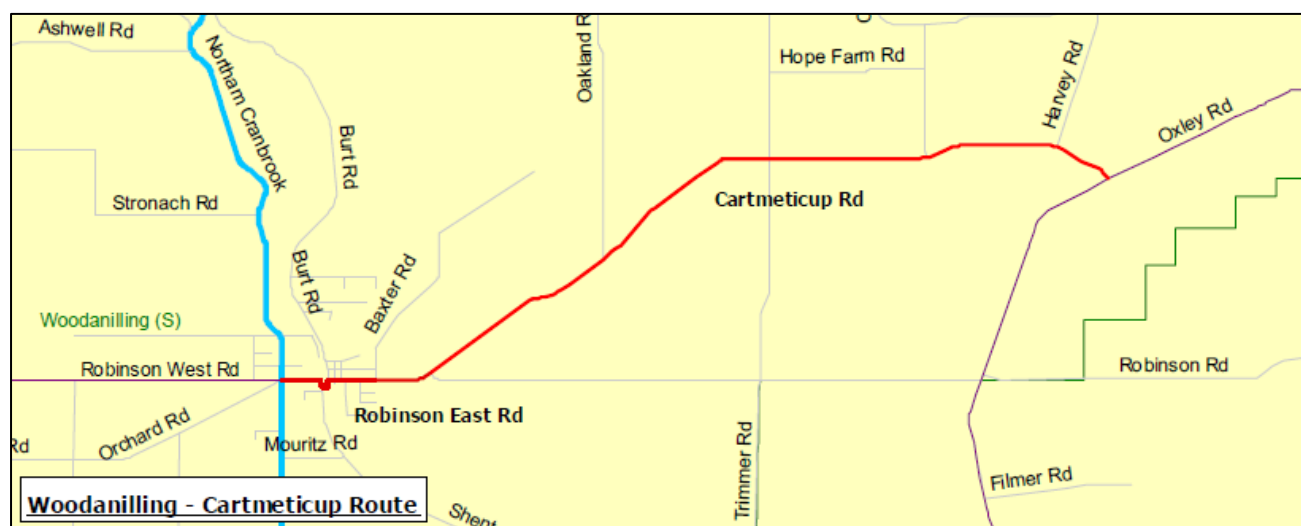 Ashwell Rd
Northam Cranbrook
Burt Rd
Oakland R
Hope Farm Rd
Harvey Rd
Oxley Rd
Stronach Rd
Cartmeticup Rd
Burt Rd
Baxter Rd
Woodanilling (S)
Robinson West Rd
Robinson Rd
Robinson East Rd
Orchard Rd
Rd
Mouritz Rd
Trimmer Rd
Filmer Rd
Woodanilling - Cartmeticup Route